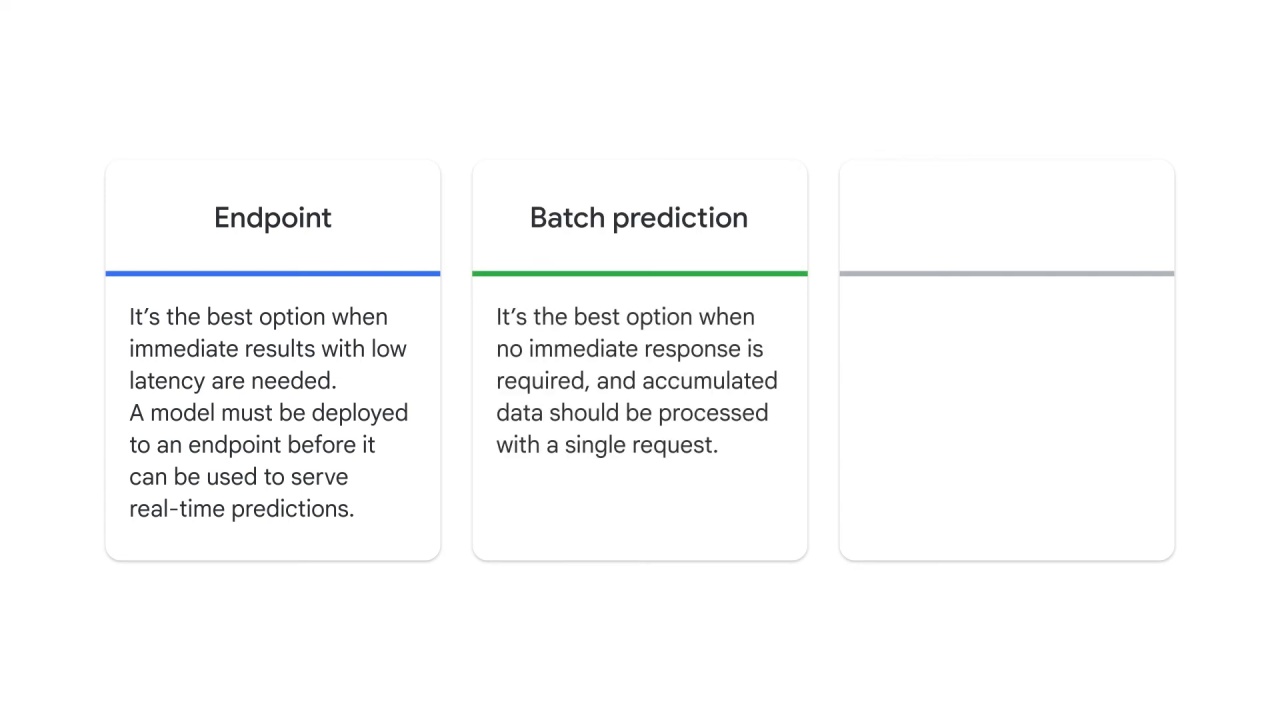 Endpoint
It’s the best option when
immediate results with low
latency are needed.
A model must be deployed
to an endpoint before it
can be used to serve
real-time predictions.
Batch prediction
It’s the best option when
no immediate response is
required, and accumulated
data should be processed
with a single request.